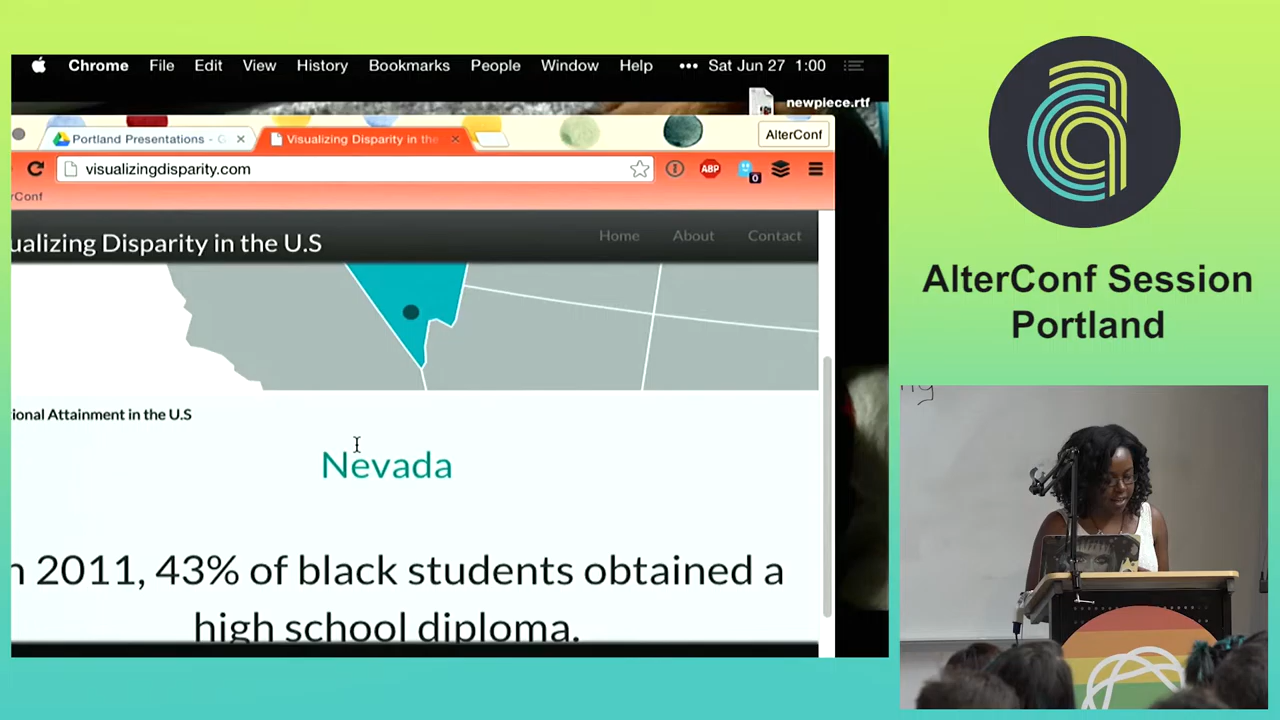 Chrome File Edit View History Bookmarks People Window Help ••• Sat Jun 27 1:00
newpiece.rtf
Portland Presentations - G
Visualizing Disparity in the
AlterConf
visualizingdisparity.com
ABP
0
rConf
ualizing Disparity in the U.S
Home About Contact
ional Attainment in the U.S
Nevada
n 2011, 43% of black students obtained a
high school diploma.
AlterConf Session
Portland